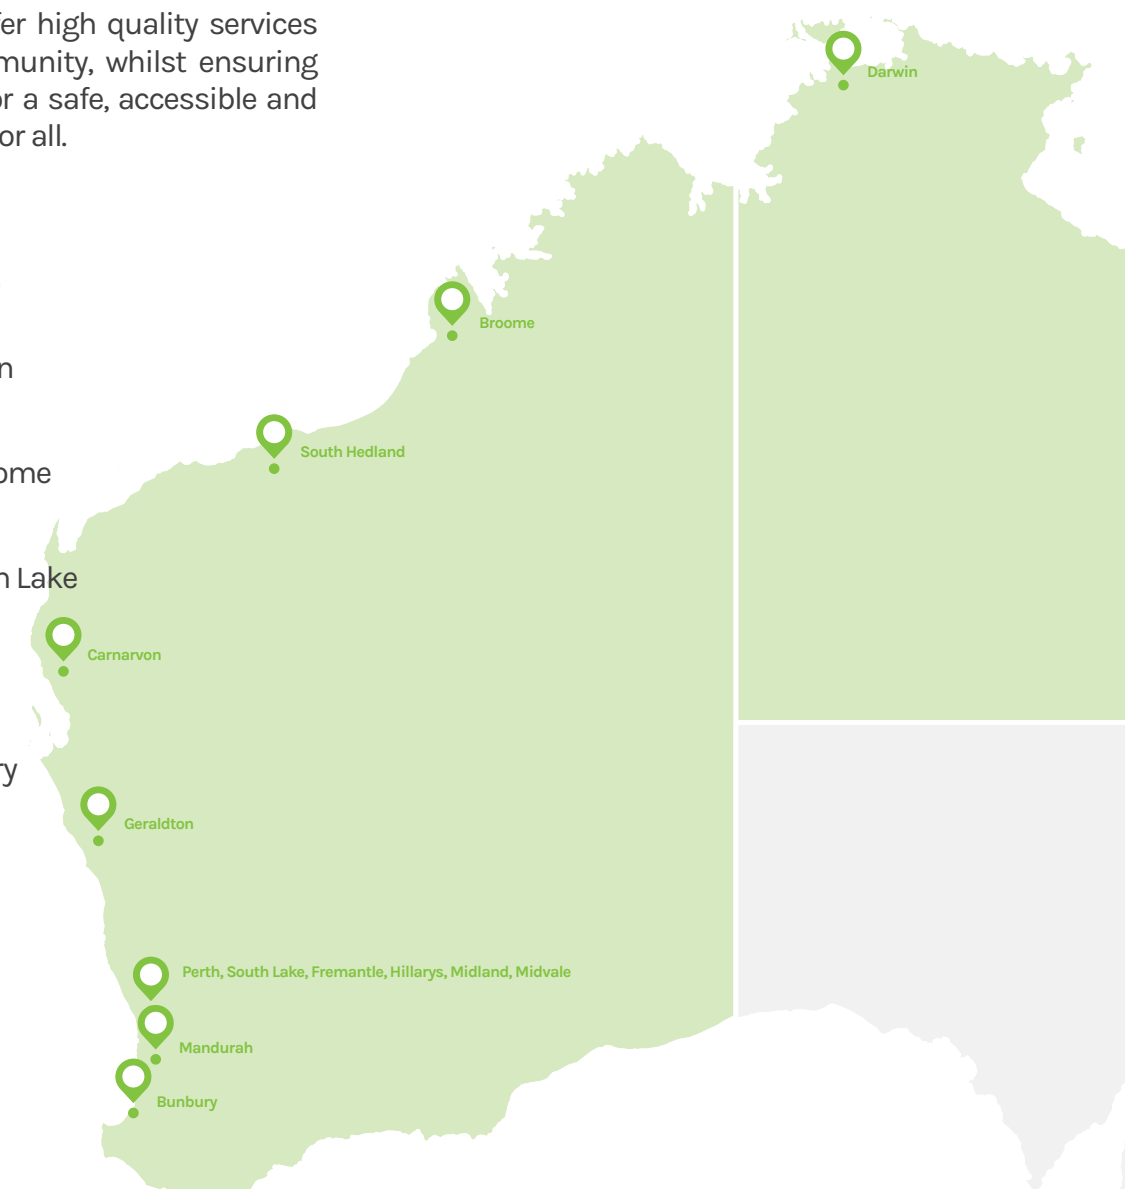 fer high quality services
munity, whilst ensuring
or a safe, accessible and
or all.
Darwin
Broome
n
South Hedland
ome
Lake
Carnarvon
ry
Geraldton
Perth, South Lake, Fremantle, Hillarys, Midland, Midvale
Mandurah
Bunbury